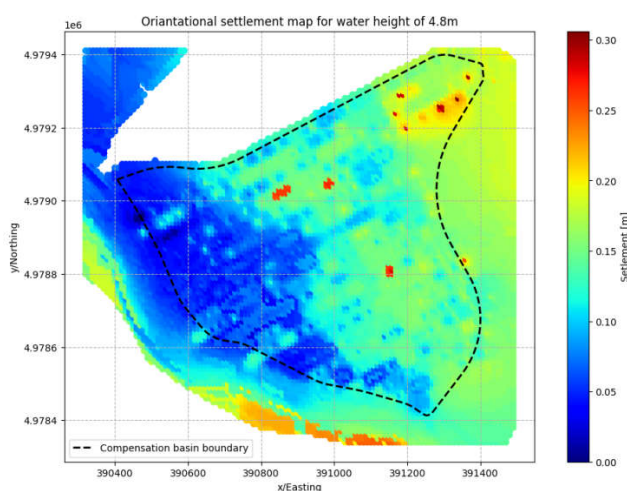 Oriantational settlement map for water height of 4.8m
1e6
4.9794
4.9792
4.9790
4.9788
4.9786
4.9784
y/Northing
Compensation basin boundary
390400 390600 390800 391000 391200 391400
x/Easting
0.30
0.25
0.20
0.15
0.10
0.05
0.00
Setlement [m]